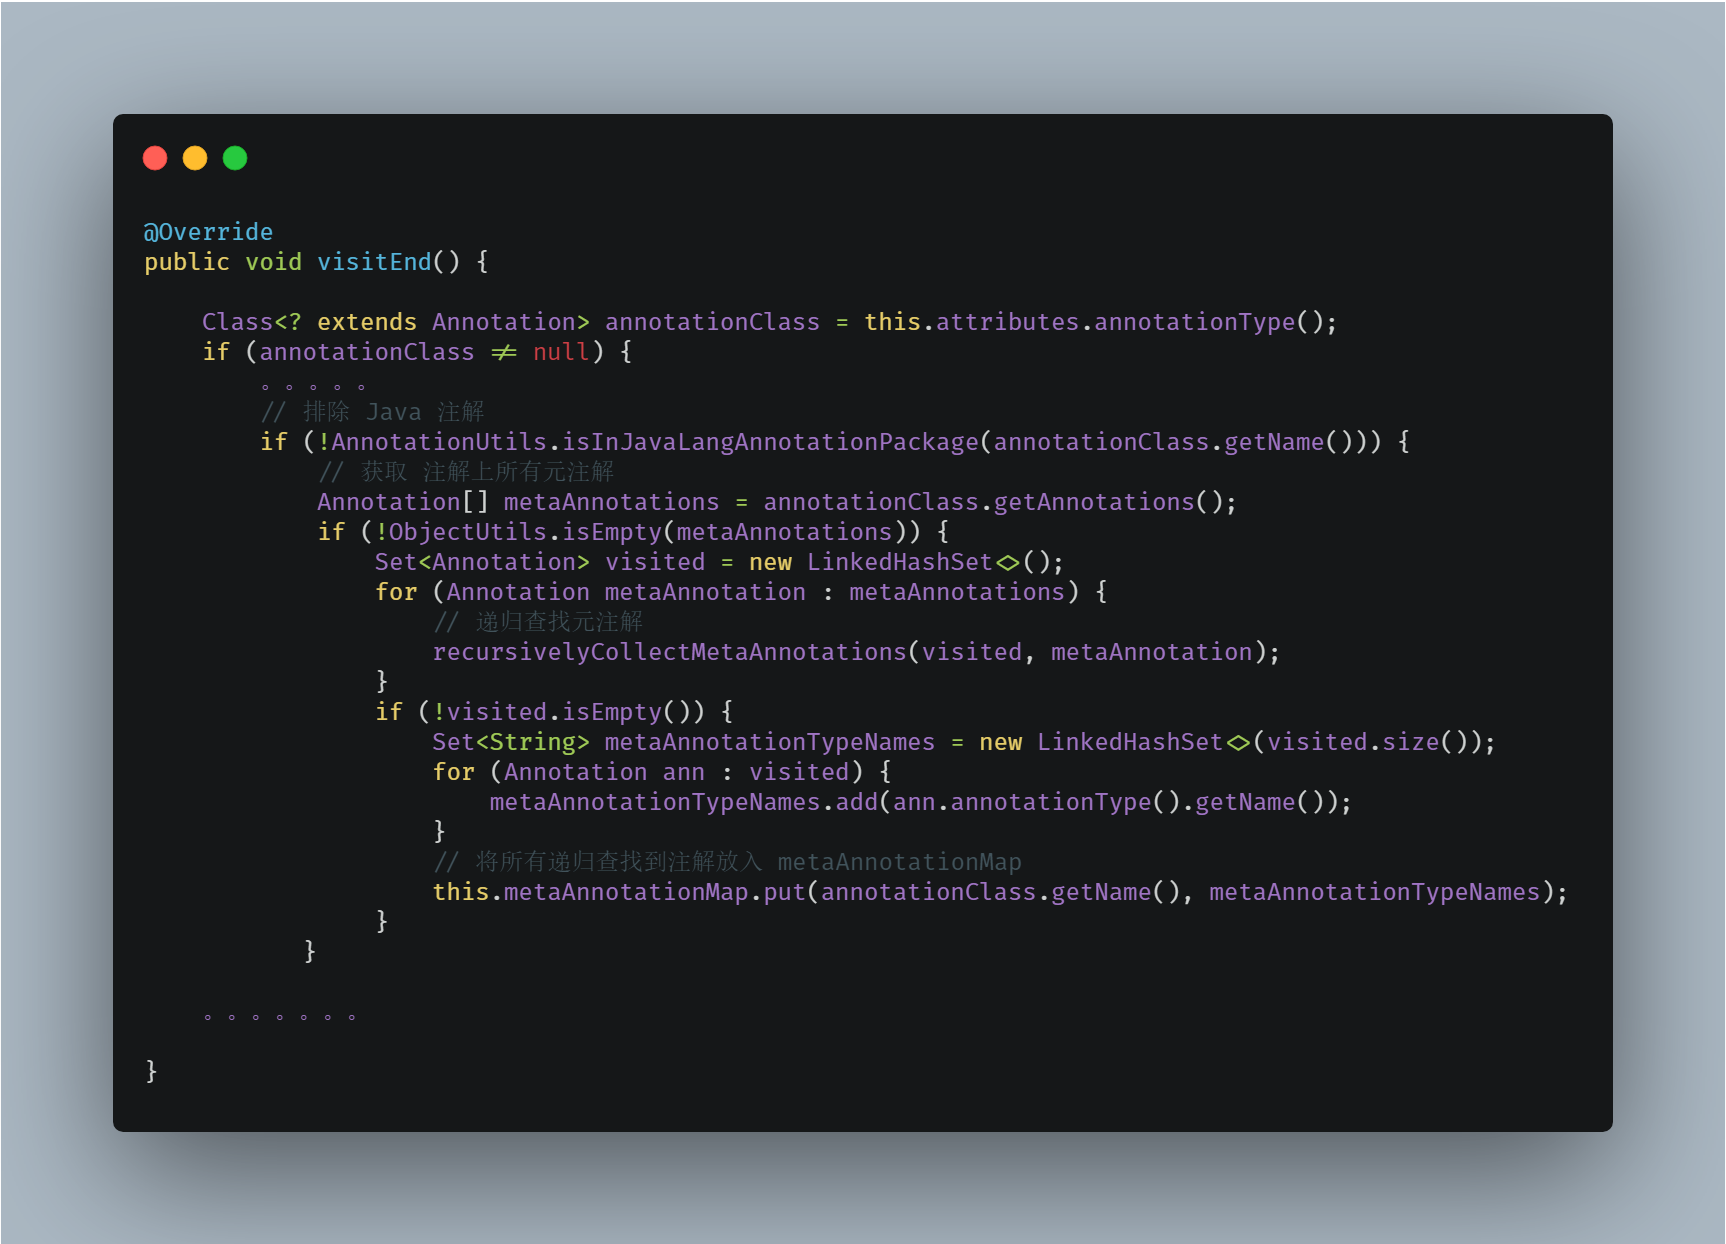 @Override
public void visitEnd() {
Class<? extends Annotation> annotationClass = this.attributes.annotationType();
if (annotationClass != null) {
。。。。。
// 排除 Java 注解
if (!AnnotationUtils.isInJavaLangAnnotationPackage(annotationClass.getName())) {
// 获取 注解上所有元注解
Annotation[] metaAnnotations = annotationClass.getAnnotations();
if (!ObjectUtils.isEmpty(metaAnnotations)) {
Set<Annotation> visited = new LinkedHashSet<>();
for (Annotation metaAnnotation : metaAnnotations) {
// 递归查找元注解
recursivelyCollectMetaAnnotations(visited, metaAnnotation);
}
if (!visited.isEmpty()) {
Set<String> metaAnnotationTypeNames = new LinkedHashSet<>(visited.size());
for (Annotation ann : visited) {
metaAnnotationTypeNames.add(ann.annotationType().getName());
}
// 将所有递归查找到注解放入 metaAnnotationMap
this.metaAnnotationMap.put(annotationClass.getName(), metaAnnotationTypeNames);
}
}
。。。。。。。
}